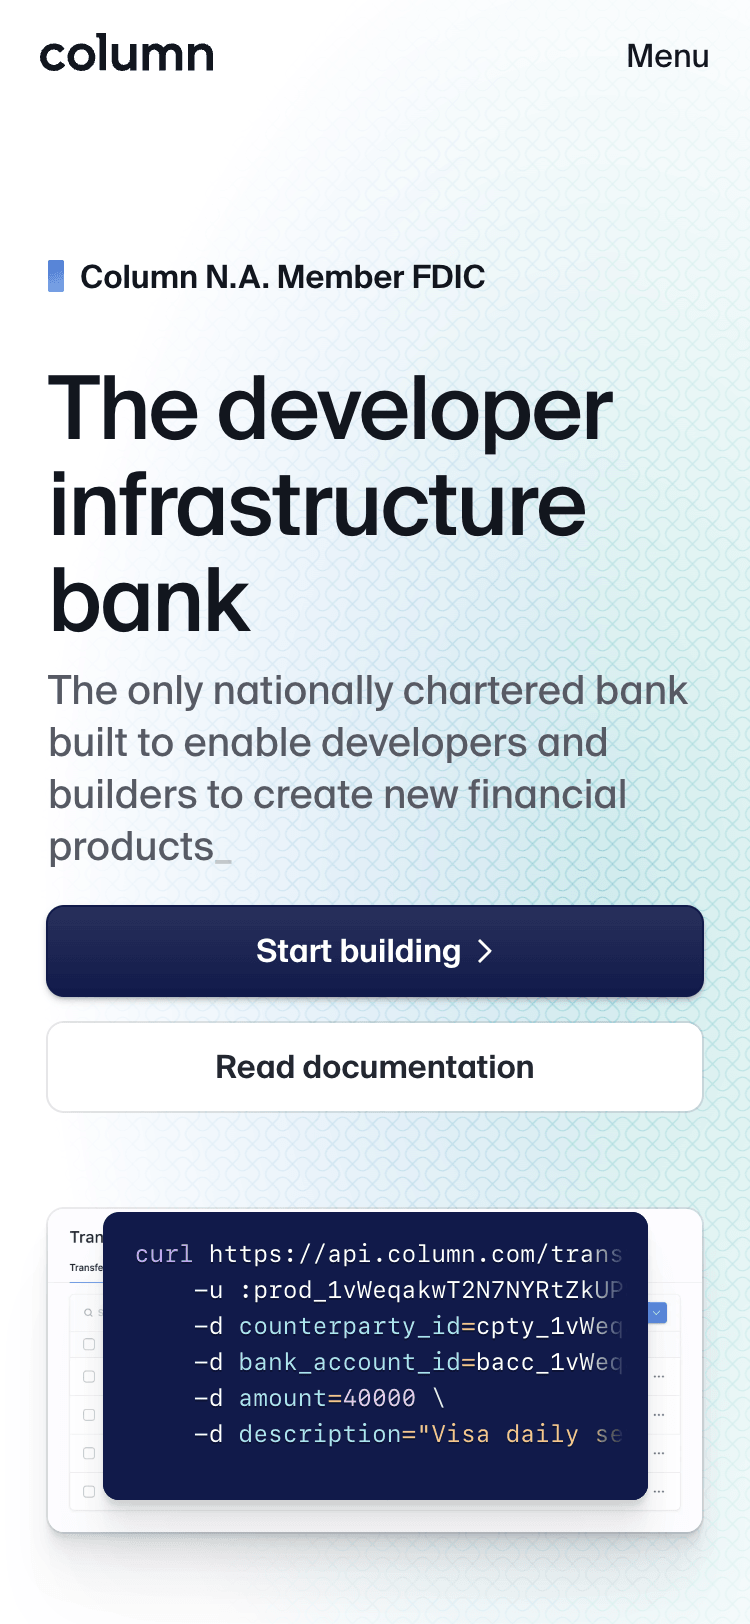 column
Menu
Column N.A. Member FDIC
The developer
infrastructure
bank
The only nationally chartered bank
built to enable developers and
builders to create new financial
products_
Start building
Read documentation
Tran
Transfe
S
curl https://api.column.com/trans
–u :prod_1vWeqakwT2N7NYRtZkUP
–d counterparty_id=cpty_1vWeq
–d bank_account_id=bacc_1vWeq
–d amount=40000 \
–d description="Visa daily se